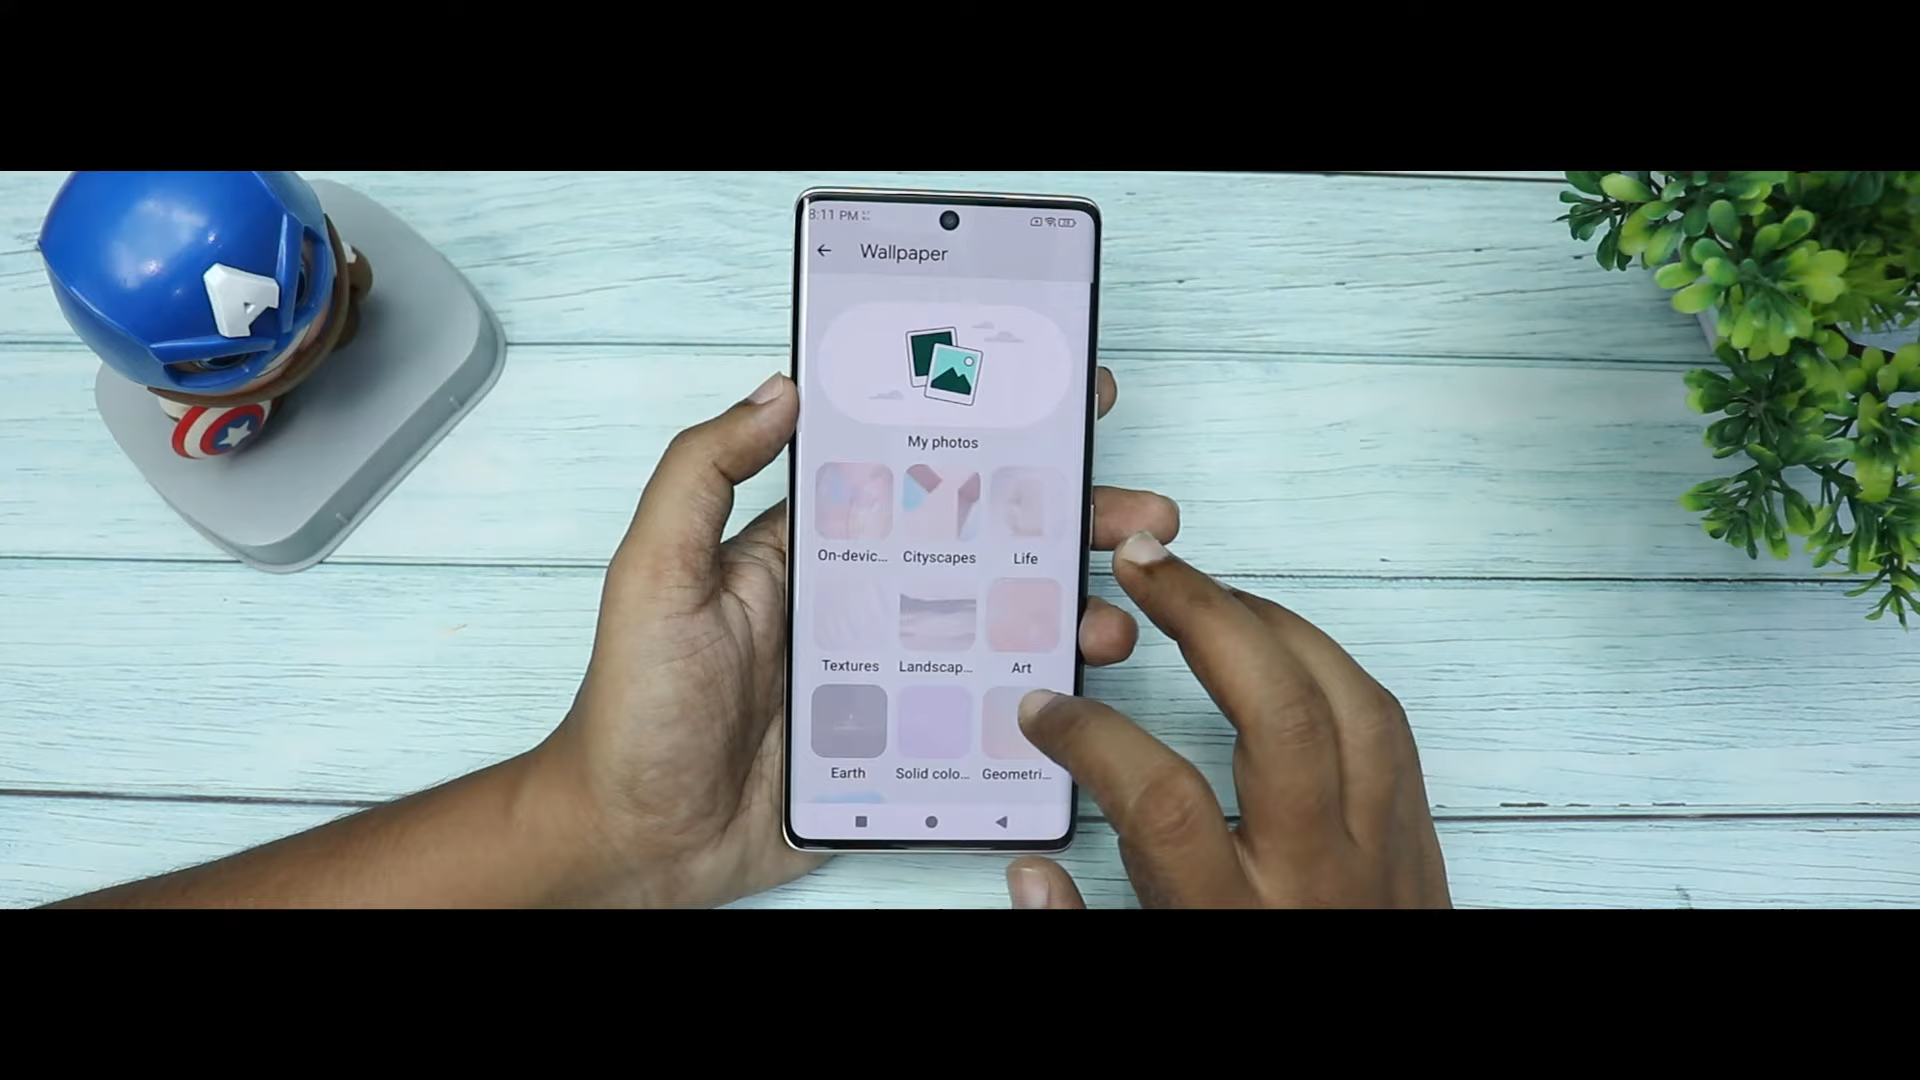 8:11 PM
Wallpaper
My photos
On-devic... Cityscapes Life
Textures Landscap... Art
Earth Solid colo... Geometri...
A